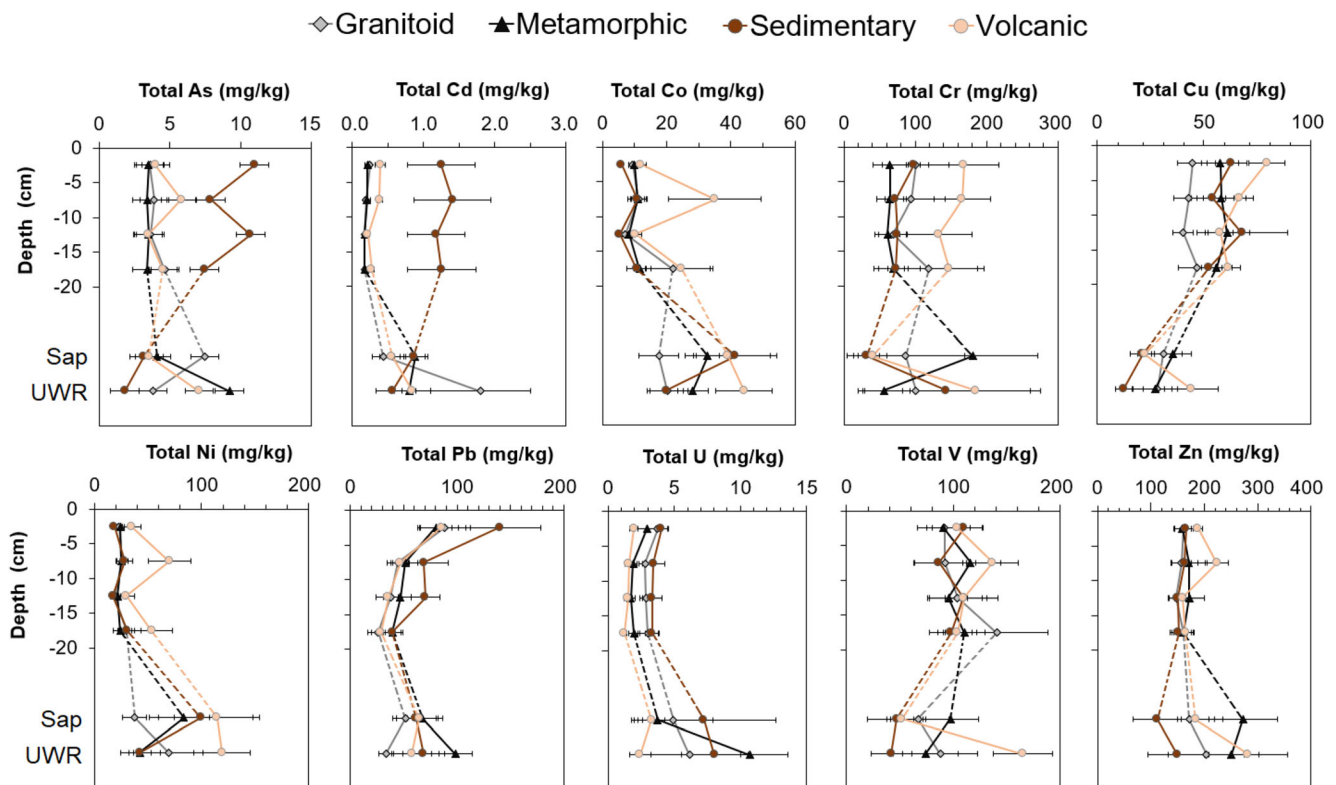 Granitoid Metamorphic Sedimentary Volcanic
Total As (mg/kg) Total Cd (mg/kg) Total Co (mg/kg) Total Cr (mg/kg) Total Cu (mg/kg)
0 5 10 15 0.0 1.0 2.0 3.0 0 20 40 60 0 100 200 300 50 100
0
-5
-10
-15
-20
Depth (cm)
Sap
UWR
Total Ni (mg/kg) Total Pb (mg/kg) Total U (mg/kg) Total V (mg/kg) Total Zn (mg/kg)
0 100 200 0 100 200 0 5 10 15 0 100 200 0 100 200 300 400
0
-5
-10
-15
-20
Depth (cm)
Sap
UWR